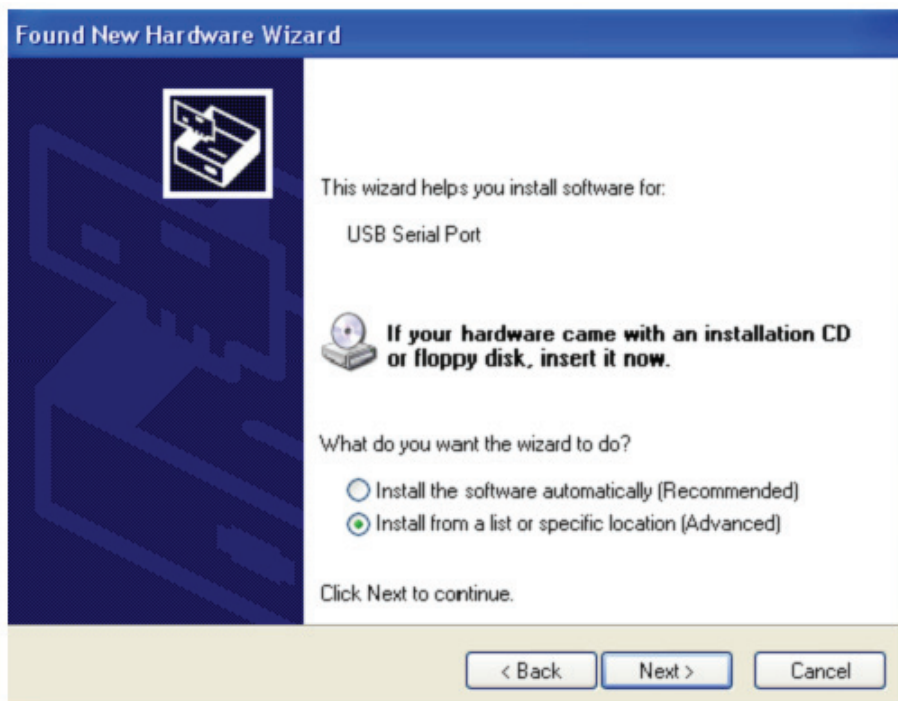 Found New Hardware Wizard
This wizard helps you install software for:
USB Serial Port
If your hardware came with an installation CD
or floppy disk, insert it now.
What do you want the wizard to do?
Install the software automatically (Recommended)
Install from a list or specific location (Advanced)
Click Next to continue.
< Back Next > Cancel